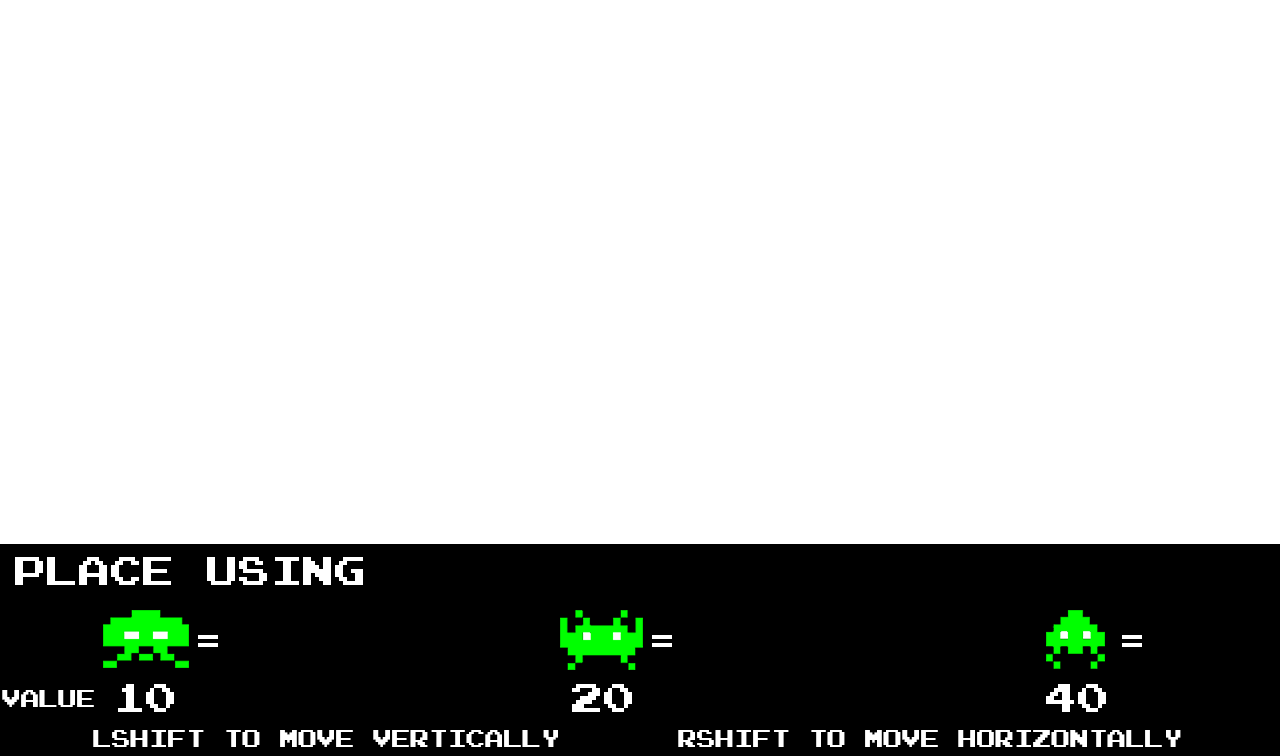 PLACE USING
= = =
VALUE 10 20 40
LSHIFT TO MOVE VERTICALLY RSHIFT TO MOVE HORIZONTALLY